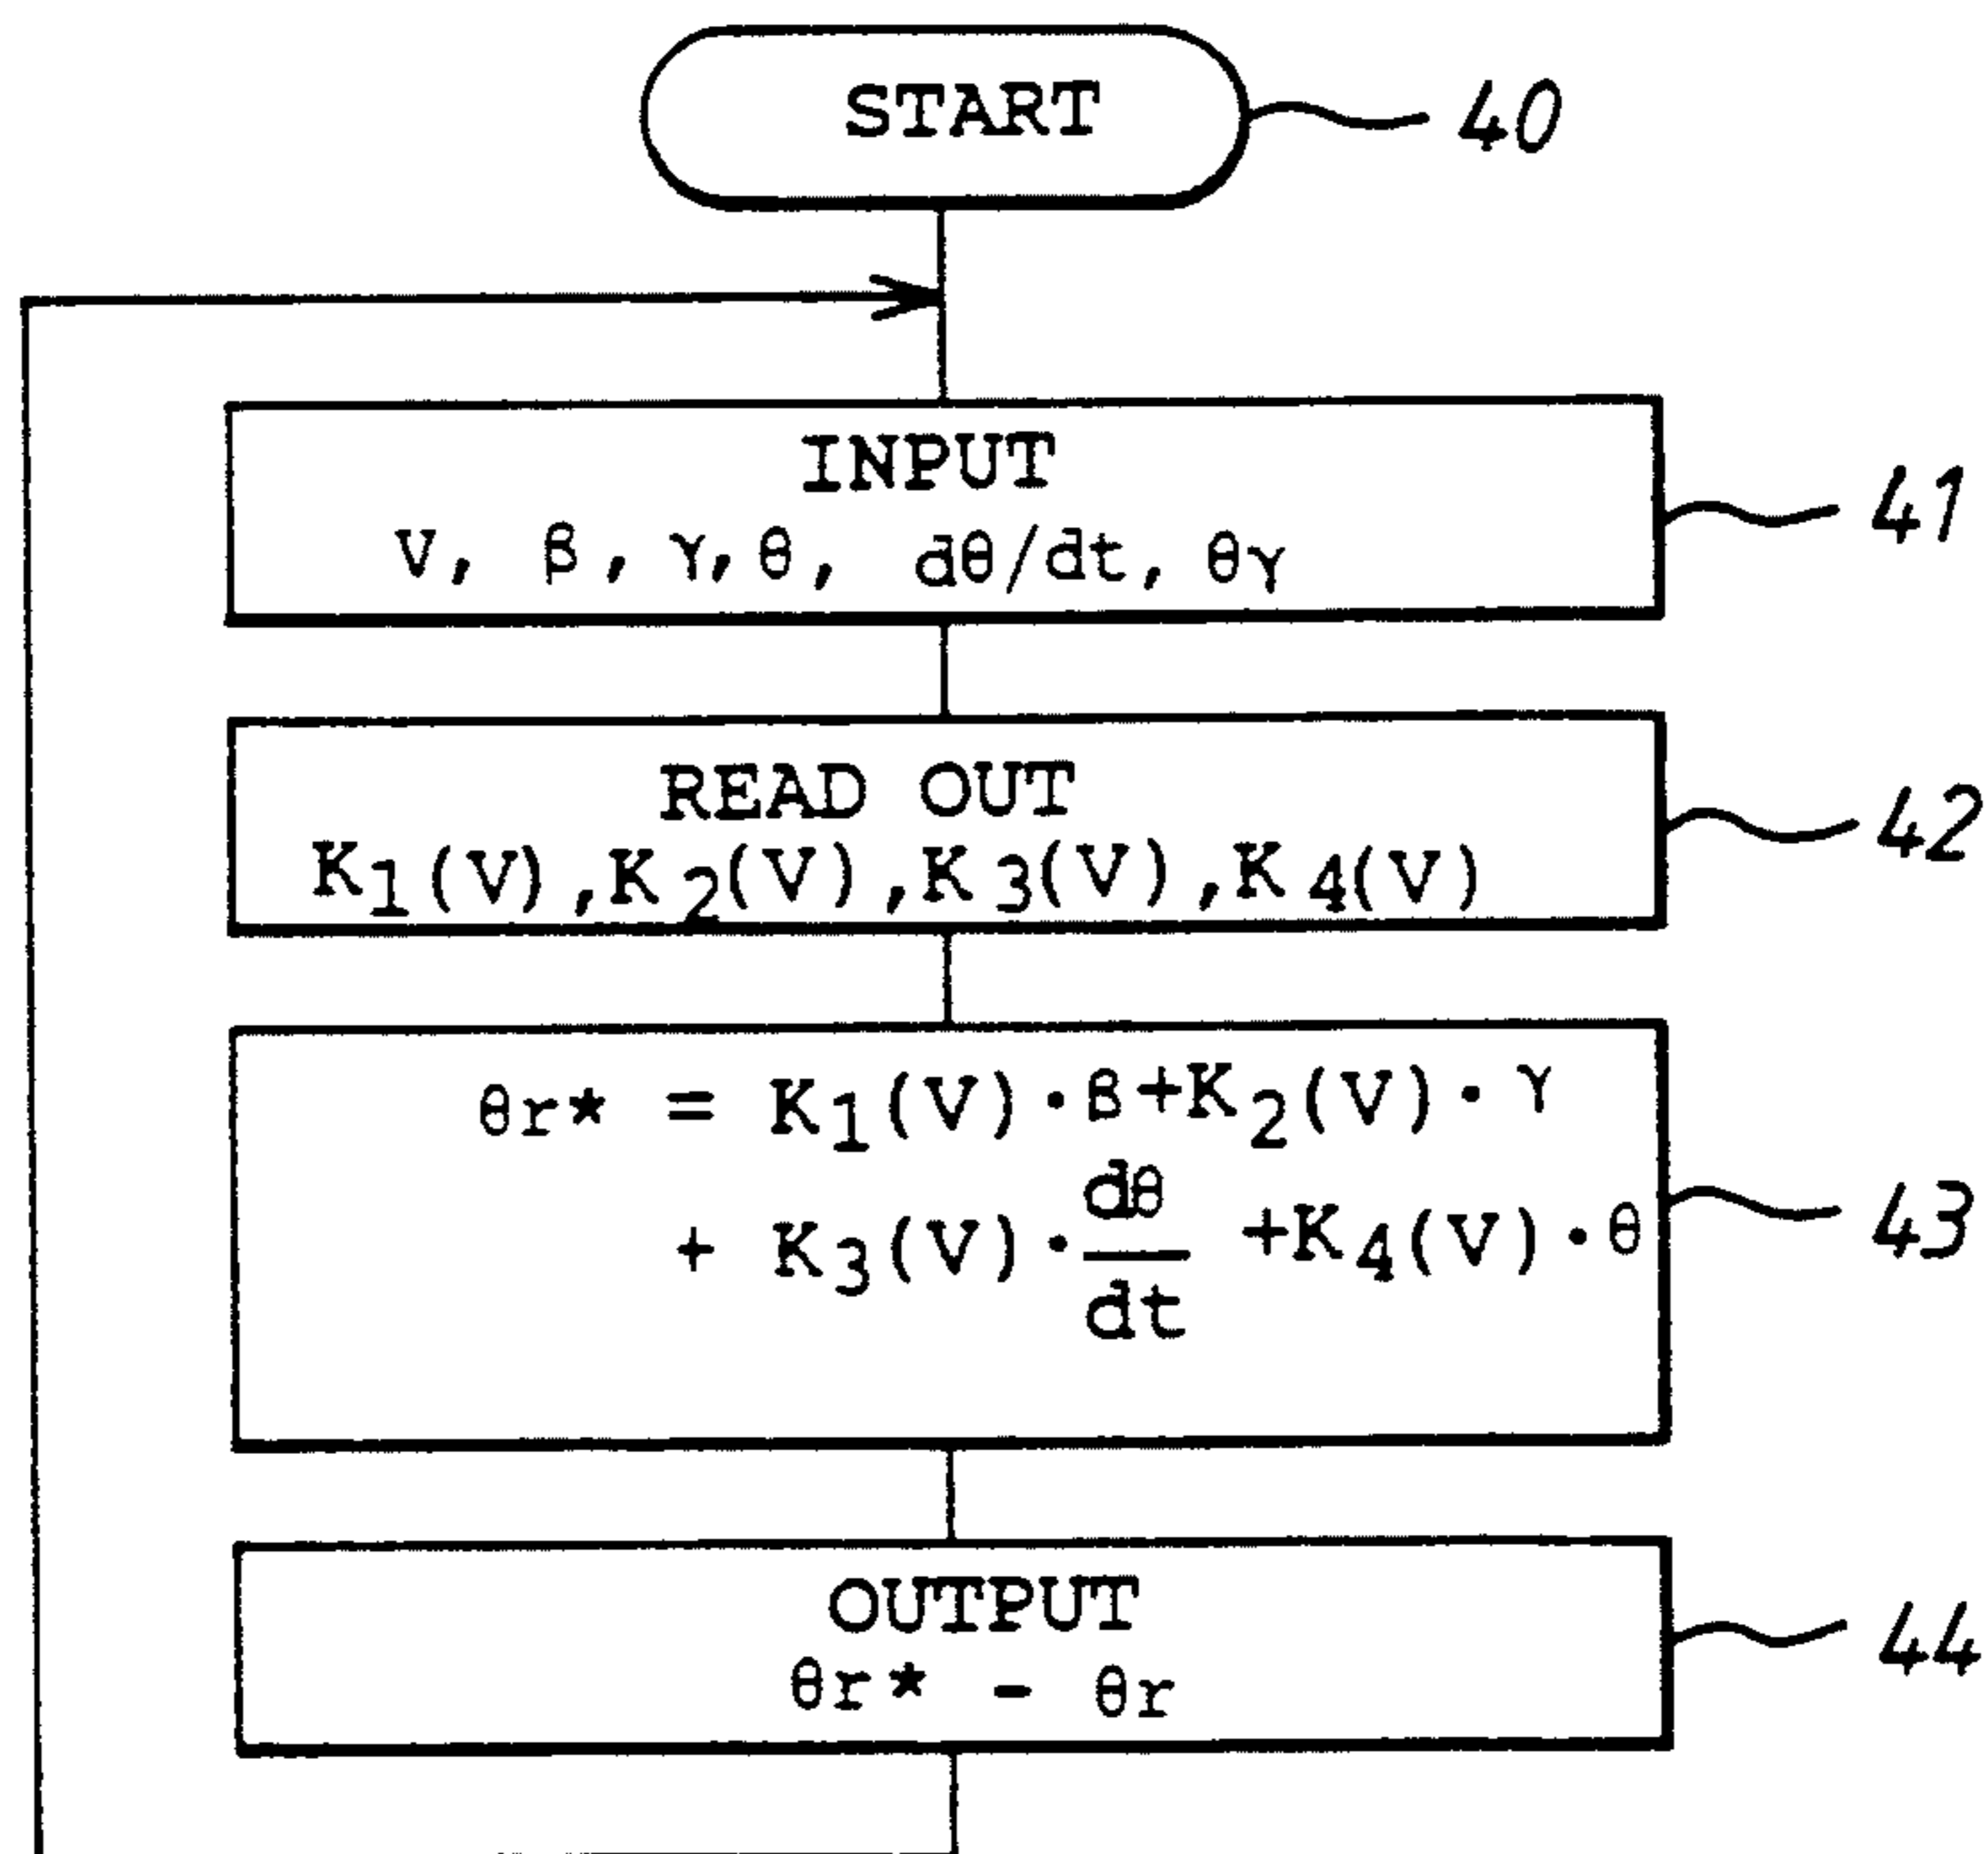 START 40
INPUT
V, β, γ, θ, dθ/dt, θγ 41
READ OUT
K1(V), K2(V), K3(V), K4(V) 42
θr* = K1(V)·β+K2(V)·γ
+ K3(V)·dθ/dt +K4(V)·θ 43
OUTPUT
θr* - θr 44